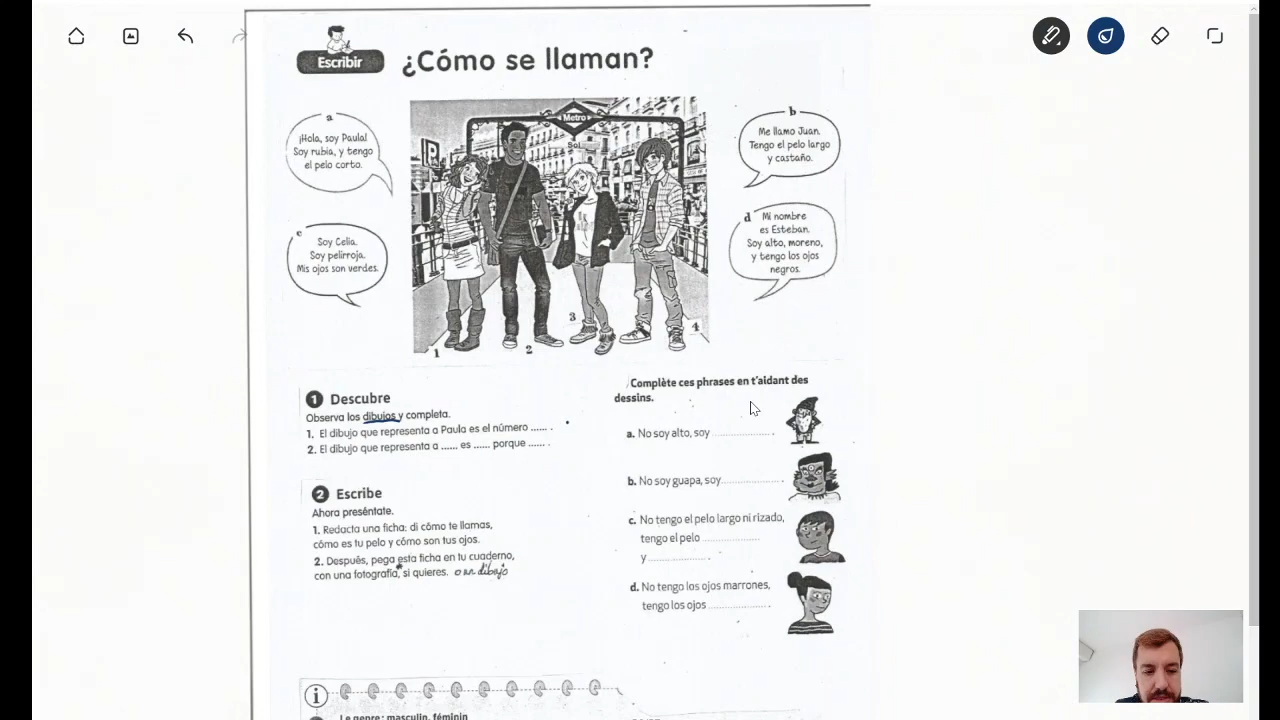 Escribir
¿Cómo se llaman?
a
¡Hola, soy Paula!
Soy rubia, y tengo
el pelo corto.
Metro
Sol
b
Me llamo Juan.
Tengo el pelo largo
y castaño.
c
Soy Celia.
Soy pelirroja.
Mis ojos son verdes.
d Mi nombre
es Esteban.
Soy alto, moreno,
y tengo los ojos
negros.
1
2
3
4
1 Descubre
Observa los dibujos y completa.
1. El dibujo que representa a Paula es el número ...... .
2. El dibujo que representa a ...... es ...... porque ...... .
2 Escribe
Ahora preséntate.
1. Redacta una ficha: di cómo te llamas,
cómo es tu pelo y cómo son tus ojos.
2. Después, pega esta ficha en tu cuaderno,
con una fotografía, si quieres. o un dibujo
Complète ces phrases en t'aidant des
dessins.
a. No soy alto, soy .................... .
b. No soy guapa, soy .................... .
c. No tengo el pelo largo ni rizado,
tengo el pelo ....................
y .................... .
d. No tengo los ojos marrones,
tengo los ojos .................... .
i
Le genre : masculin, féminin